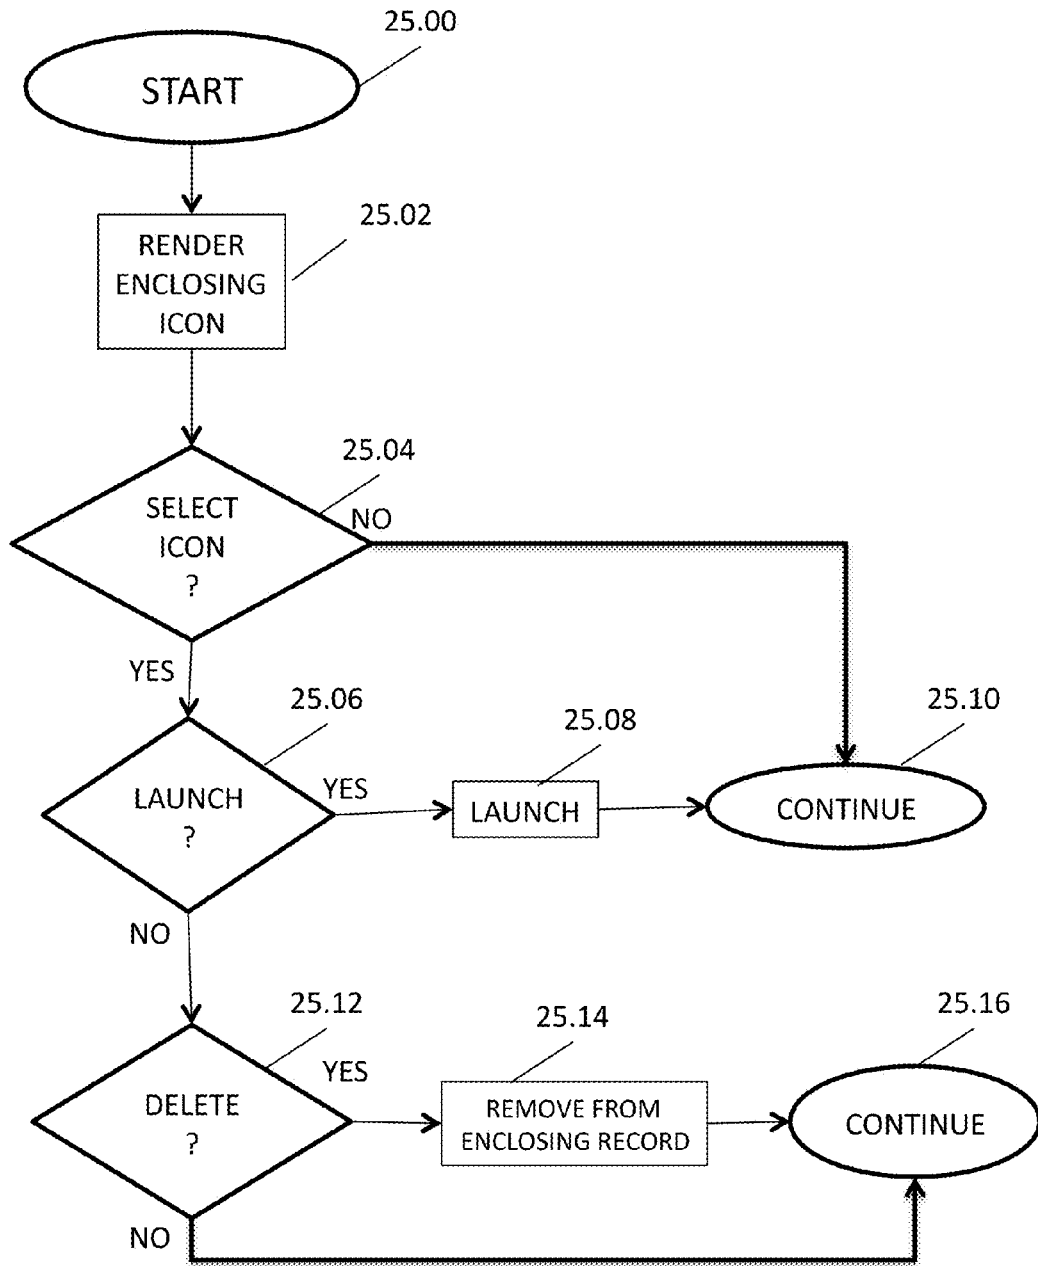 25.00
START
25.02
RENDER
ENCLOSING
ICON
25.04
SELECT
ICON
?
NO
YES
25.06
25.08
25.10
LAUNCH
?
YES
LAUNCH
CONTINUE
NO
25.12
25.14
25.16
DELETE
?
YES
REMOVE FROM
ENCLOSING RECORD
CONTINUE
NO